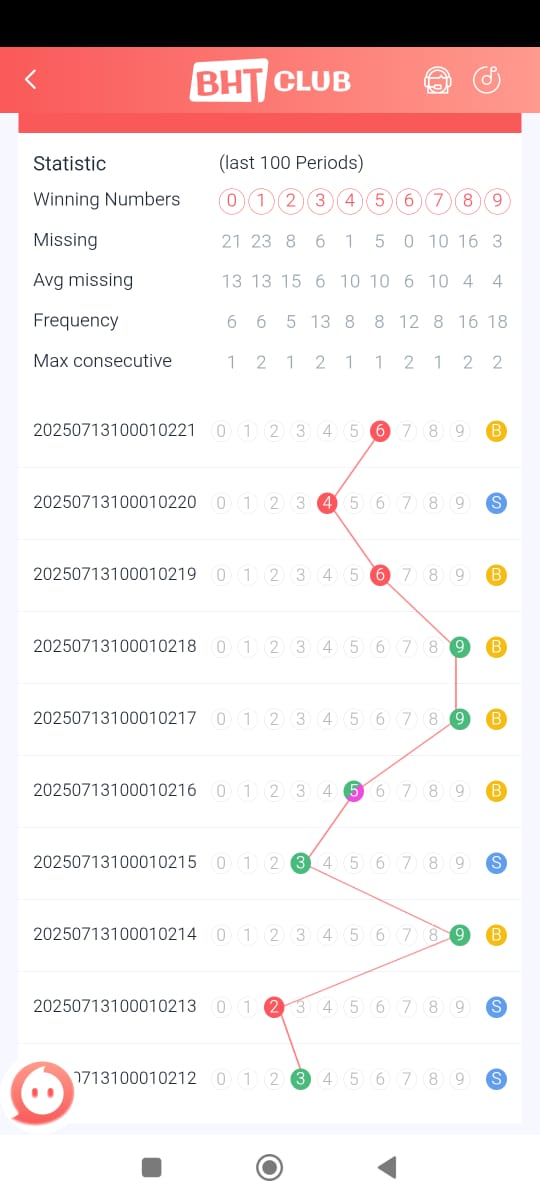 BHT CLUB
Statistic (last 100 Periods)
Winning Numbers 0 1 2 3 4 5 6 7 8 9
Missing 21 23 8 6 1 5 0 10 16 3
Avg missing 13 13 15 6 10 10 6 10 4 4
Frequency 6 6 5 13 8 8 12 8 16 18
Max consecutive 1 2 1 2 1 1 2 1 2 2
20250713100010221 0 1 2 3 4 5 6 7 8 9 B
20250713100010220 0 1 2 3 4 5 6 7 8 9 S
20250713100010219 0 1 2 3 4 5 6 7 8 9 B
20250713100010218 0 1 2 3 4 5 6 7 8 9 B
20250713100010217 0 1 2 3 4 5 6 7 8 9 B
20250713100010216 0 1 2 3 4 5 6 7 8 9 B
20250713100010215 0 1 2 3 4 5 6 7 8 9 S
20250713100010214 0 1 2 3 4 5 6 7 8 9 B
20250713100010213 0 1 2 3 4 5 6 7 8 9 S
0713100010212 0 1 2 3 4 5 6 7 8 9 S